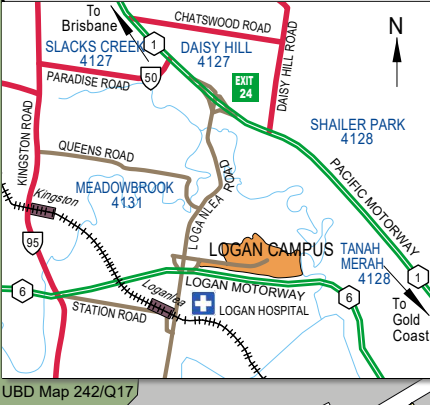 To
Brisbane
CHATSWOOD ROAD
N
1
SLACKS CREEK
4127
DAISY HILL
4127
50
PARADISE ROAD
EXIT
24
DAISY HILL ROAD
SHAILER PARK
4128
KINGSTON ROAD
QUEENS ROAD
LOGANLEA ROAD
PACIFIC MOTORWAY
MEADOWBROOK
4131
Kingston
95
LOGAN CAMPUS
TANAH
MERAH
4128
1
6
LOGAN MOTORWAY
6
Loganlea
STATION ROAD
LOGAN HOSPITAL
To
Gold
Coast
UBD Map 242/Q17